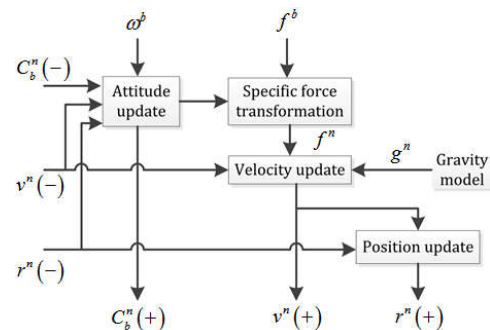 ω^b
f^b
C_b^n(−)
Attitude
update
Specific force
transformation
f^n
g^n
Velocity update
Gravity
model
v^n(−)
Position update
r^n(−)
C_b^n(+)
v^n(+)
r^n(+)